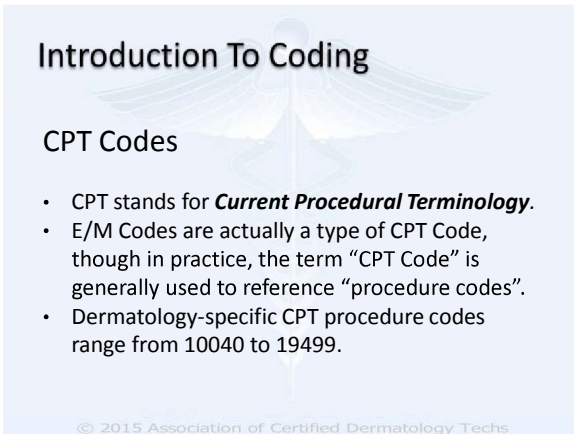 Introduction To Coding
CPT Codes
• CPT stands for Current Procedural Terminology.
• E/M Codes are actually a type of CPT Code,
though in practice, the term “CPT Code” is
generally used to reference “procedure codes”.
• Dermatology-specific CPT procedure codes
range from 10040 to 19499.
© 2015 Association of Certified Dermatology Techs